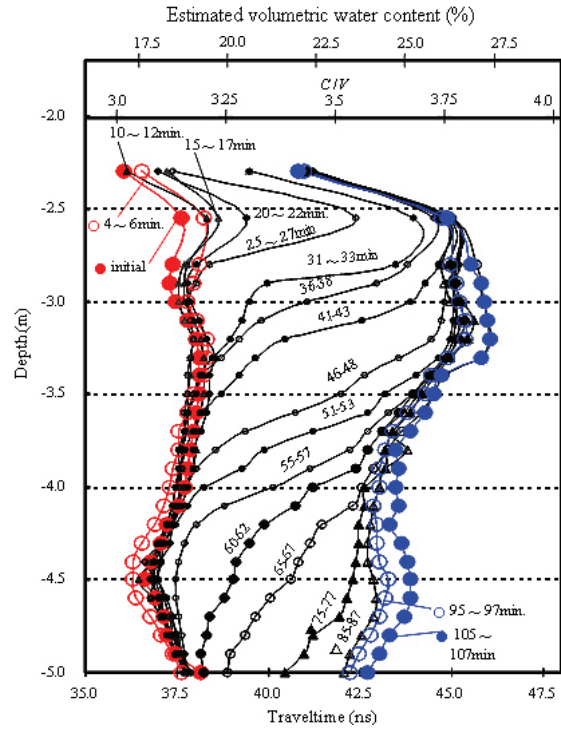 Estimated volumetric water content (%)
17.5 20.0 22.5 25.0 27.5
C/V
3.0 3.25 3.5 3.75 4.0
-2.0
10～12min.
15～17min.
4～6min.
20～22min.
-2.5
25～27min
initial
31～33min
36-38
-3.0
41-43
Depth(m)
46-48
-3.5
51-53
55-57
-4.0
60-62
65-67
-4.5
75-77
85-87
95～97min.
105～
107min
-5.0
35.0 37.5 40.0 42.5 45.0 47.5
Traveltime (ns)